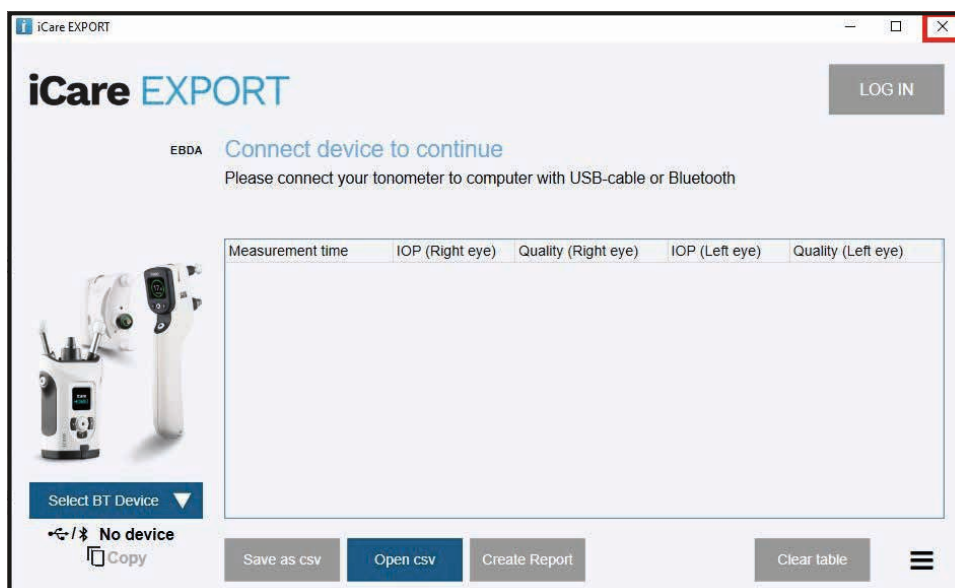 iCare EXPORT
iCare EXPORT
LOG IN
EBDA
Connect device to continue
Please connect your tonometer to computer with USB-cable or Bluetooth
Measurement time IOP (Right eye) Quality (Right eye) IOP (Left eye) Quality (Left eye)
Select BT Device
/ No device
Copy
Save as csv Open csv Create Report Clear table